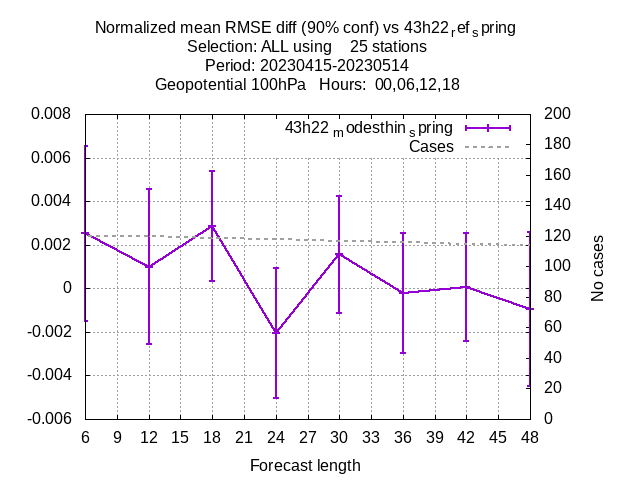 Normalized mean RMSE diff (90% conf) vs 43h22refspring
Selection: ALL using 25 stations
Period: 20230415-20230514
Geopotential 100hPa Hours: 00,06,12,18
43h22modesthinspring
Cases
0.008
0.006
0.004
0.002
0
-0.002
-0.004
-0.006
200
180
160
140
120
100
80
60
40
20
0
No cases
6 9 12 15 18 21 24 27 30 33 36 39 42 45 48
Forecast length